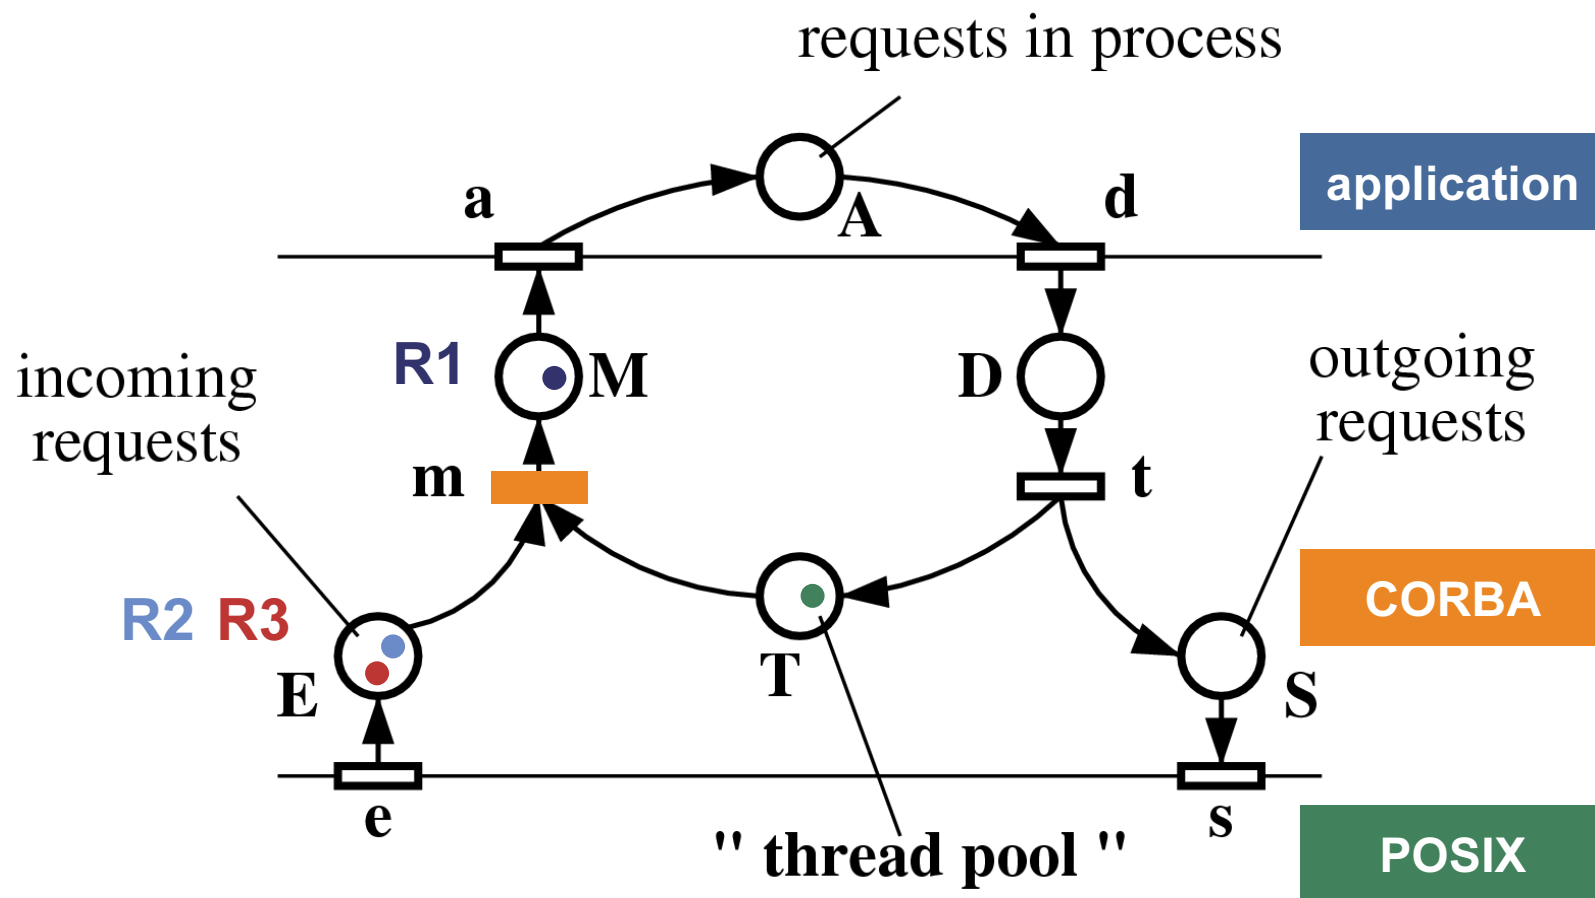 requests in process
application
a
A
d
R1
M
D
incoming
requests
outgoing
requests
m
t
CORBA
R2 R3
E
T
S
e
s
" thread pool "
POSIX